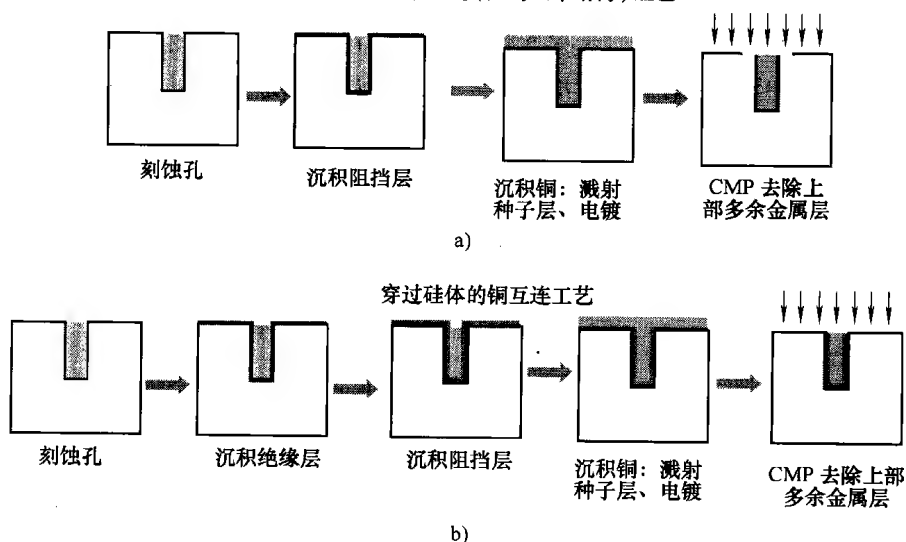 刻蚀孔
沉积阻挡层
沉积铜：溅射
种子层、电镀
CMP 去除上
部多余金属层
a)
穿过硅体的铜互连工艺
刻蚀孔
沉积绝缘层
沉积阻挡层
沉积铜：溅射
种子层、电镀
CMP 去除上部
多余金属层
b)